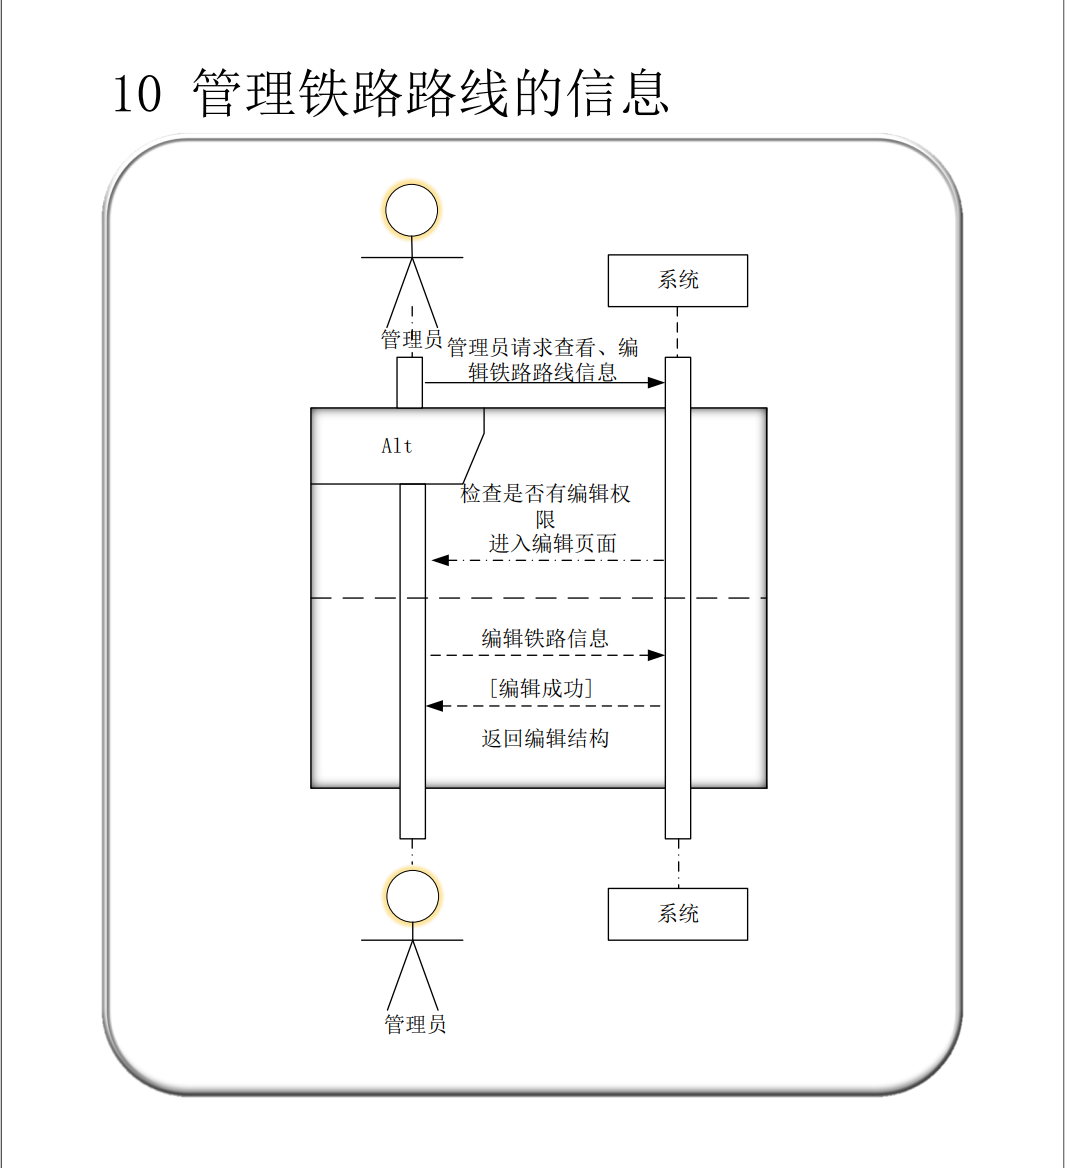 10 管理铁路路线的信息
系统
管理员
管理员请求查看、编
辑铁路路线信息
Alt
检查是否有编辑权
限
进入编辑页面
编辑铁路信息
[编辑成功]
返回编辑结构
系统
管理员